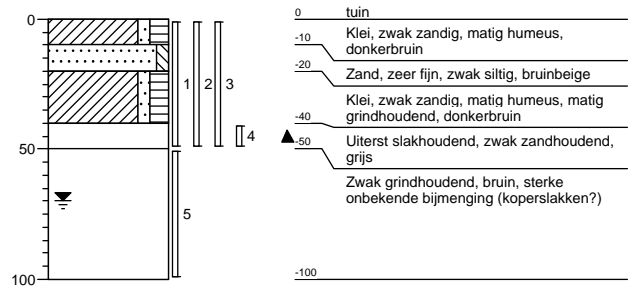 0
50
100
1
2
3
4
5
0
tuin
-10
Klei, zwak zandig, matig humeus,
donkerbruin
-20
Zand, zeer fijn, zwak siltig, bruinbeige
Klei, zwak zandig, matig humeus, matig
grindhoudend, donkerbruin
-40
Uiterst slakhoudend, zwak zandhoudend,
grijs
-50
Zwak grindhoudend, bruin, sterke
onbekende bijmenging (koperslakken?)
-100